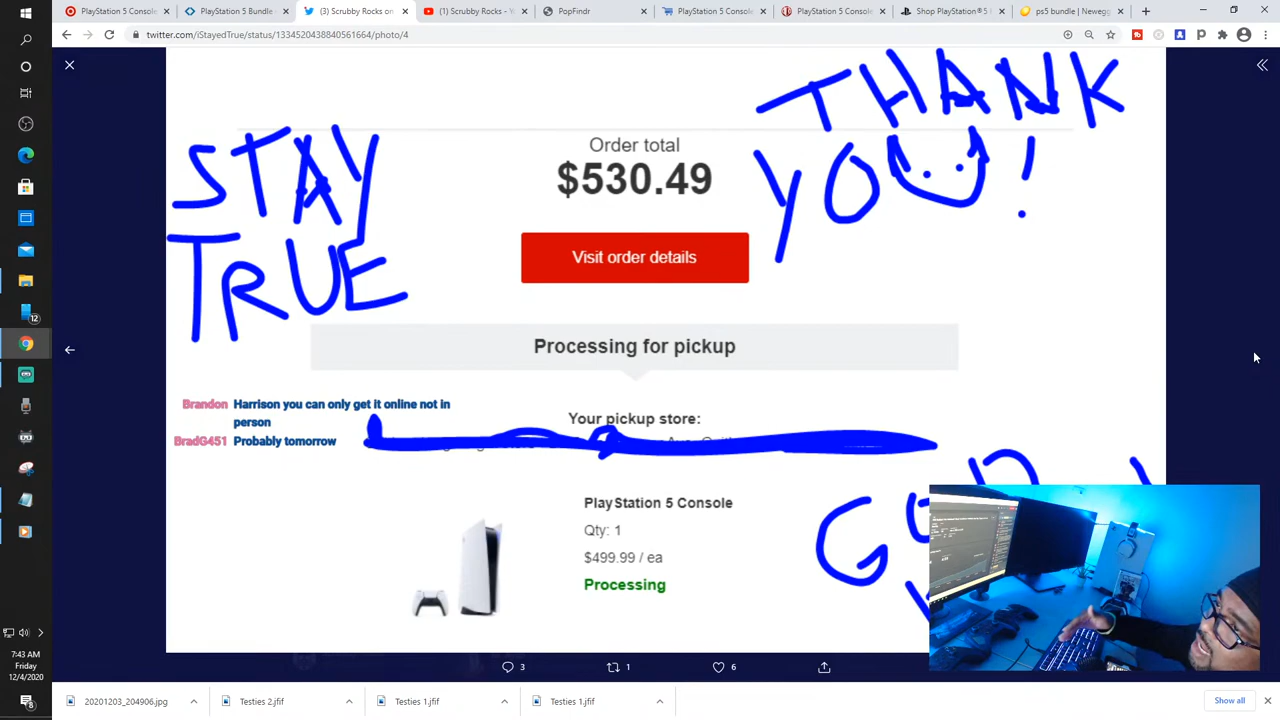 PlayStation 5 Console
PlayStation 5 Bundle
(3) Scrubby Rocks on
(1) Scrubby Rocks - Y
PopFindr
PlayStation 5 Consol
PlayStation 5 Consol
Shop PlayStation®5
ps5 bundle | Newegg
twitter.com/iStayedTrue/status/1334520438840561664/photo/4
THANK
YOU !
STAY
TRUE
Order total
$530.49
Visit order details
Processing for pickup
Brandon Harrison you can only get it online not in
person
Your pickup store:
BradG451 Probably tomorrow
PlayStation 5 Console
Qty: 1
$499.99 / ea
Processing
12
3
1
6
7:43 AM
Friday
12/4/2020
8
20201203_204906.jpg
Testies 2.jfif
Testies 1.jfif
Testies 1.jfif
Show all